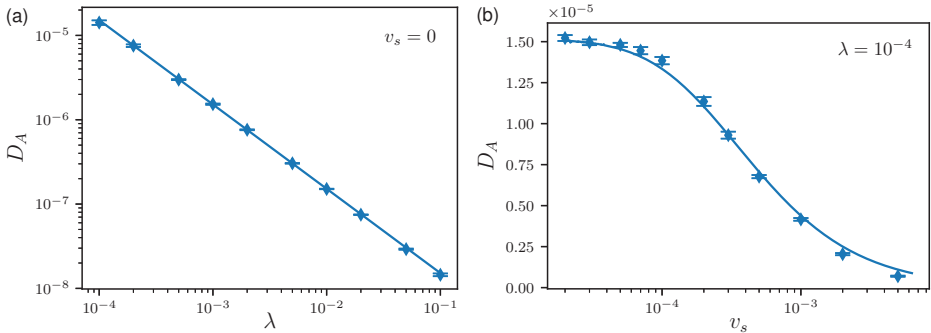 (a)
v_s = 0
D_A
10⁻⁵
10⁻⁶
10⁻⁷
10⁻⁸
10⁻⁴ 10⁻³ 10⁻² 10⁻¹
λ
(b)
×10⁻⁵
λ = 10⁻⁴
D_A
1.50
1.25
1.00
0.75
0.50
0.25
0.00
10⁻⁴ 10⁻³
v_s